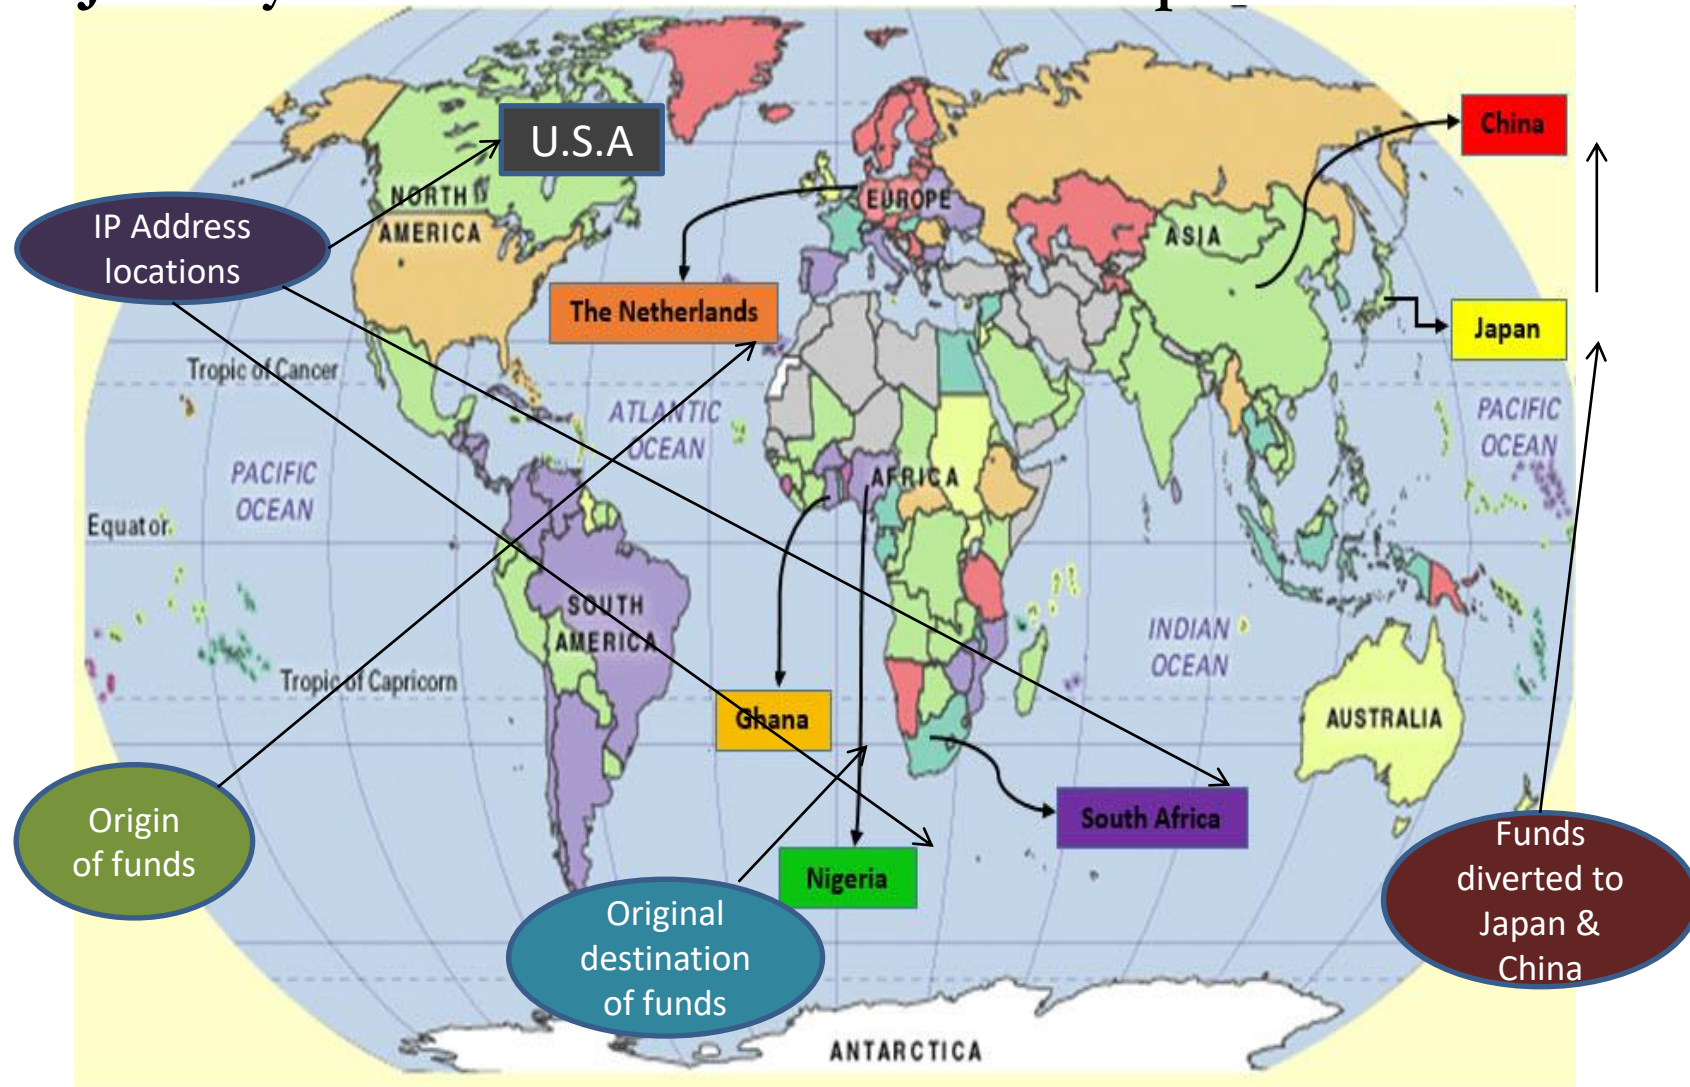 U.S.A
China
NORTH
AMERICA
EUROPE
ASIA
IP Address
locations
The Netherlands
Japan
Tropic of Cancer
ATLANTIC
OCEAN
PACIFIC
OCEAN
PACIFIC
OCEAN
AFRICA
Equator
SOUTH
AMERICA
INDIAN
OCEAN
Tropic of Capricorn
Ghana
AUSTRALIA
South Africa
Origin
of funds
Nigeria
Funds
diverted to
Japan &
China
Original
destination
of funds
ANTARCTICA